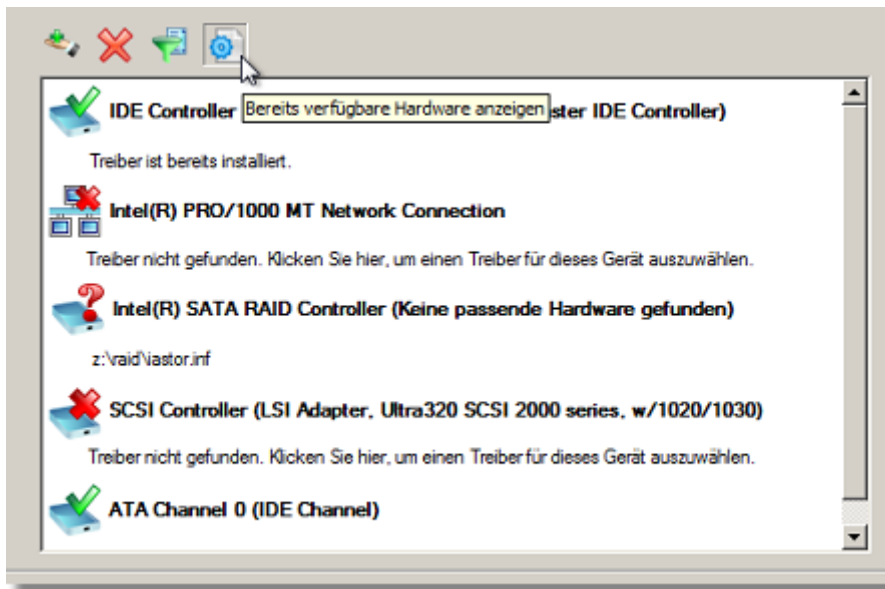 IDE Controller
Bereits verfügbare Hardware anzeigen
ster IDE Controller)
Treiber ist bereits installiert.
Intel(R) PRO/1000 MT Network Connection
Treiber nicht gefunden. Klicken Sie hier, um einen Treiber für dieses Gerät auszuwählen.
Intel(R) SATA RAID Controller (Keine passende Hardware gefunden)
z:\raid\iastor.inf
SCSI Controller (LSI Adapter, Ultra320 SCSI 2000 series, w/1020/1030)
Treiber nicht gefunden. Klicken Sie hier, um einen Treiber für dieses Gerät auszuwählen.
ATA Channel 0 (IDE Channel)